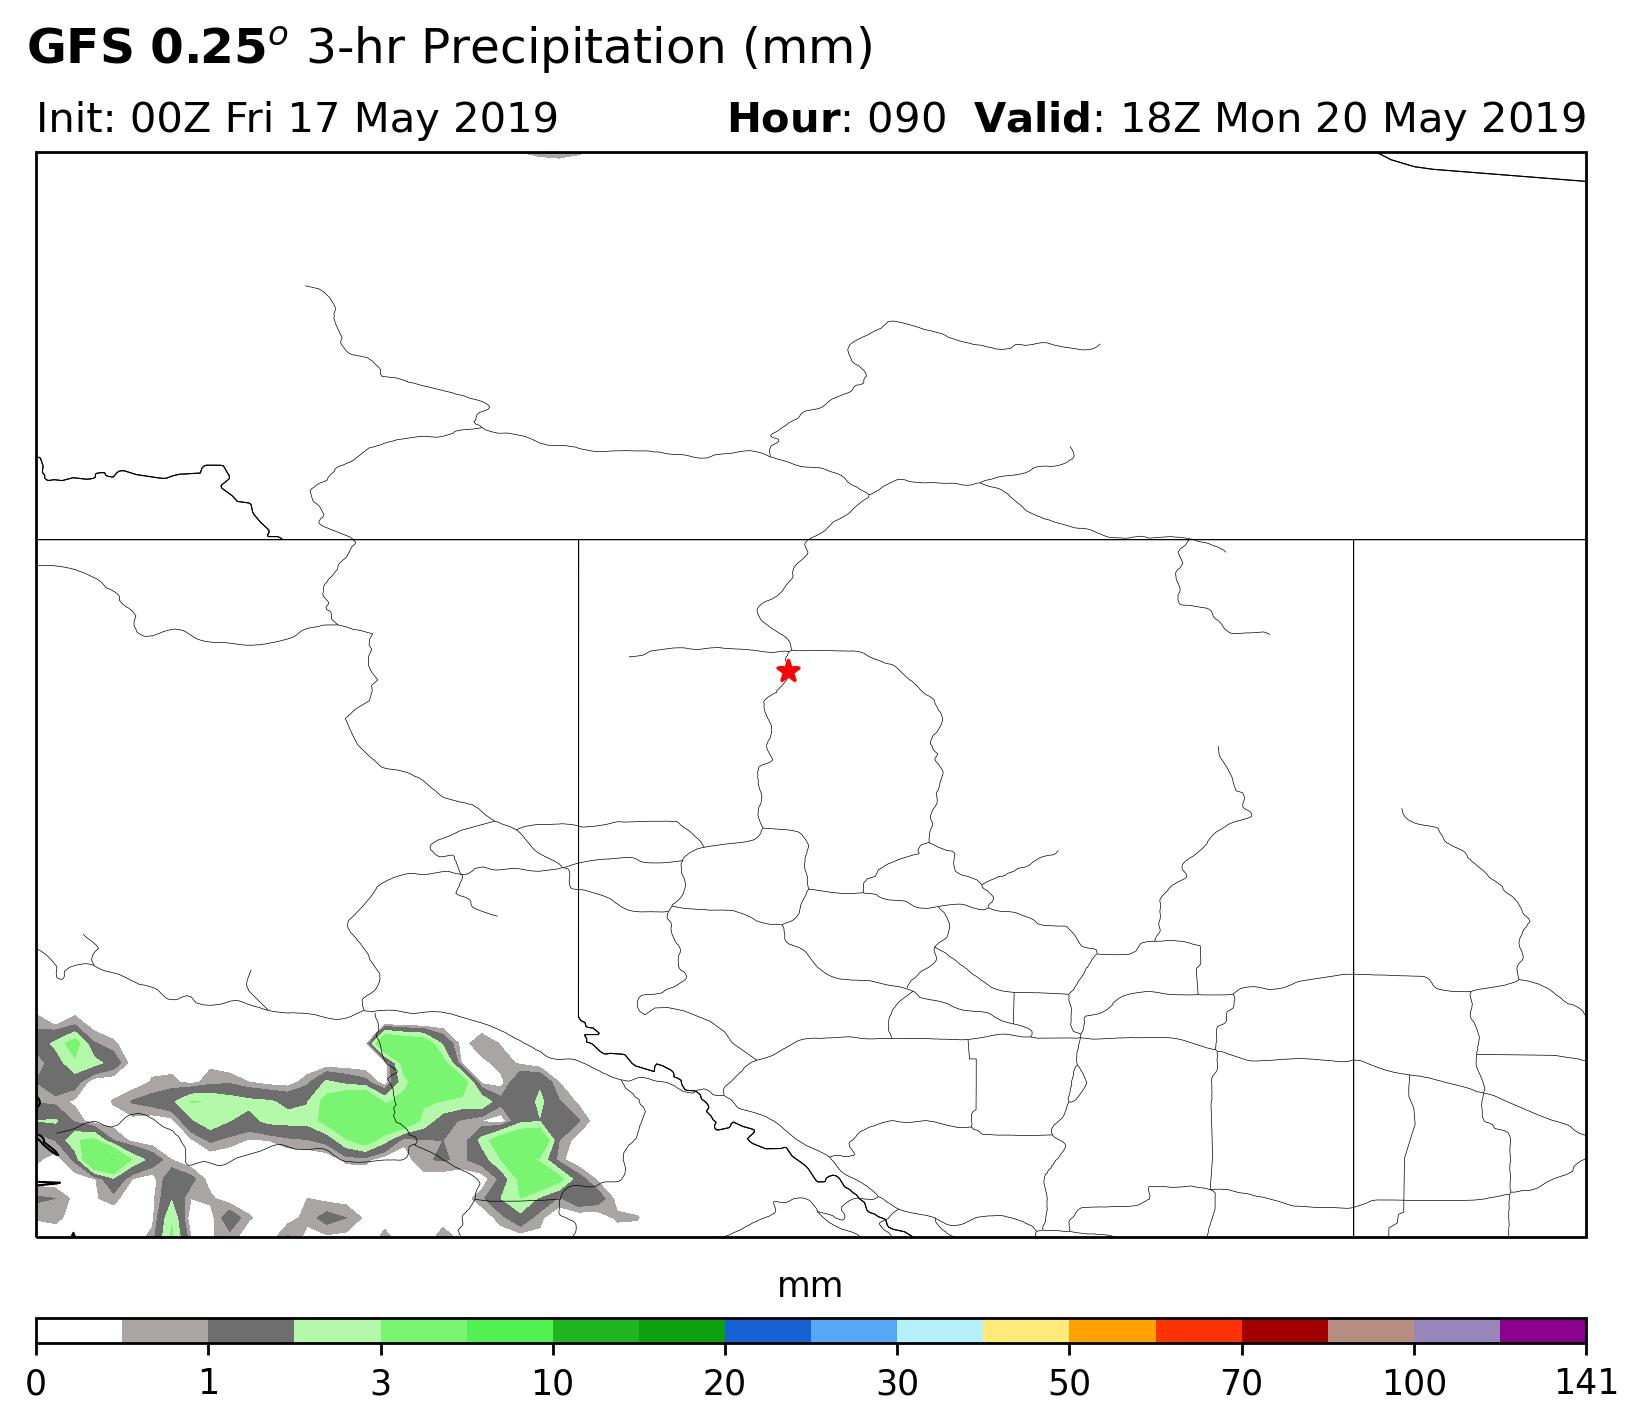 GFS 0.25° 3-hr Precipitation (mm)
Init: 00Z Fri 17 May 2019 Hour: 090 Valid: 18Z Mon 20 May 2019
mm
0 1 3 10 20 30 50 70 100 141